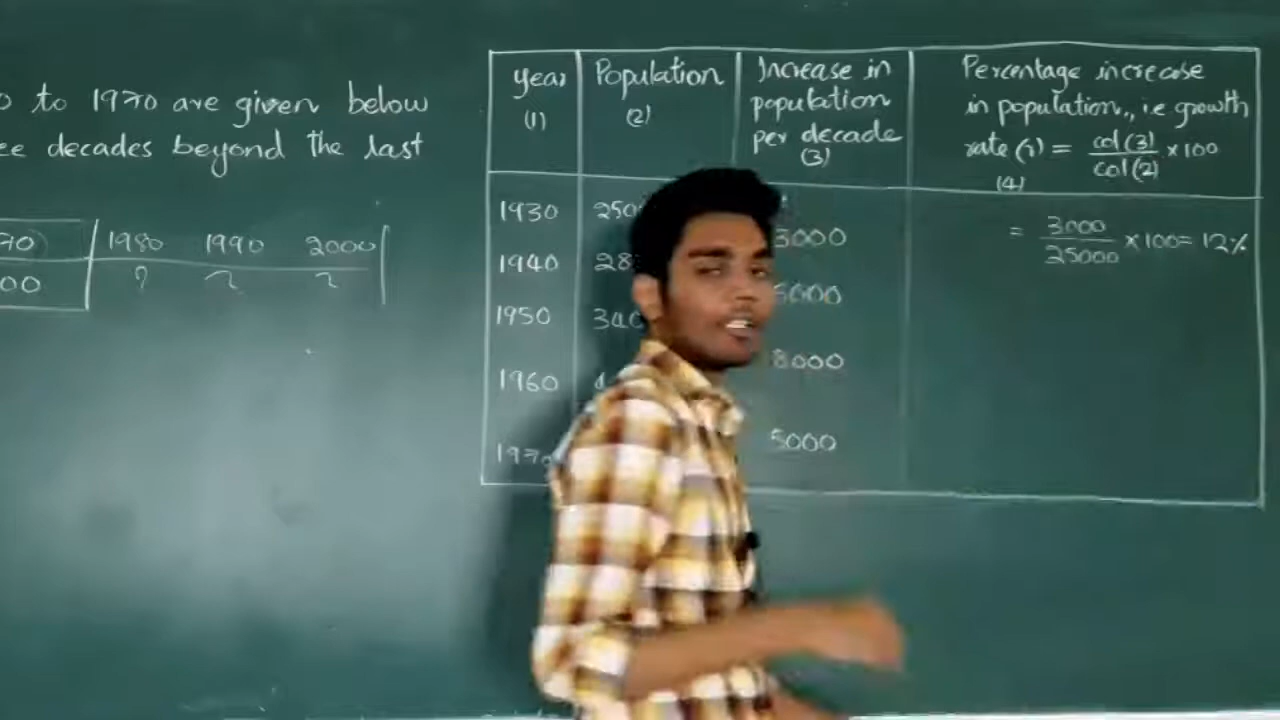 to 1970 are given below
decades beyond the last
1980 1990 2000
? ? ?
00
Year Population Increase in population per decade Percentage increase in population, i.e growth rate (r) = col(3)/col(2) × 100
(1) (2) (3) (4)
1930
3000 = 3000/25000 ×100= 12%
1940
1950
8000
1960
5000